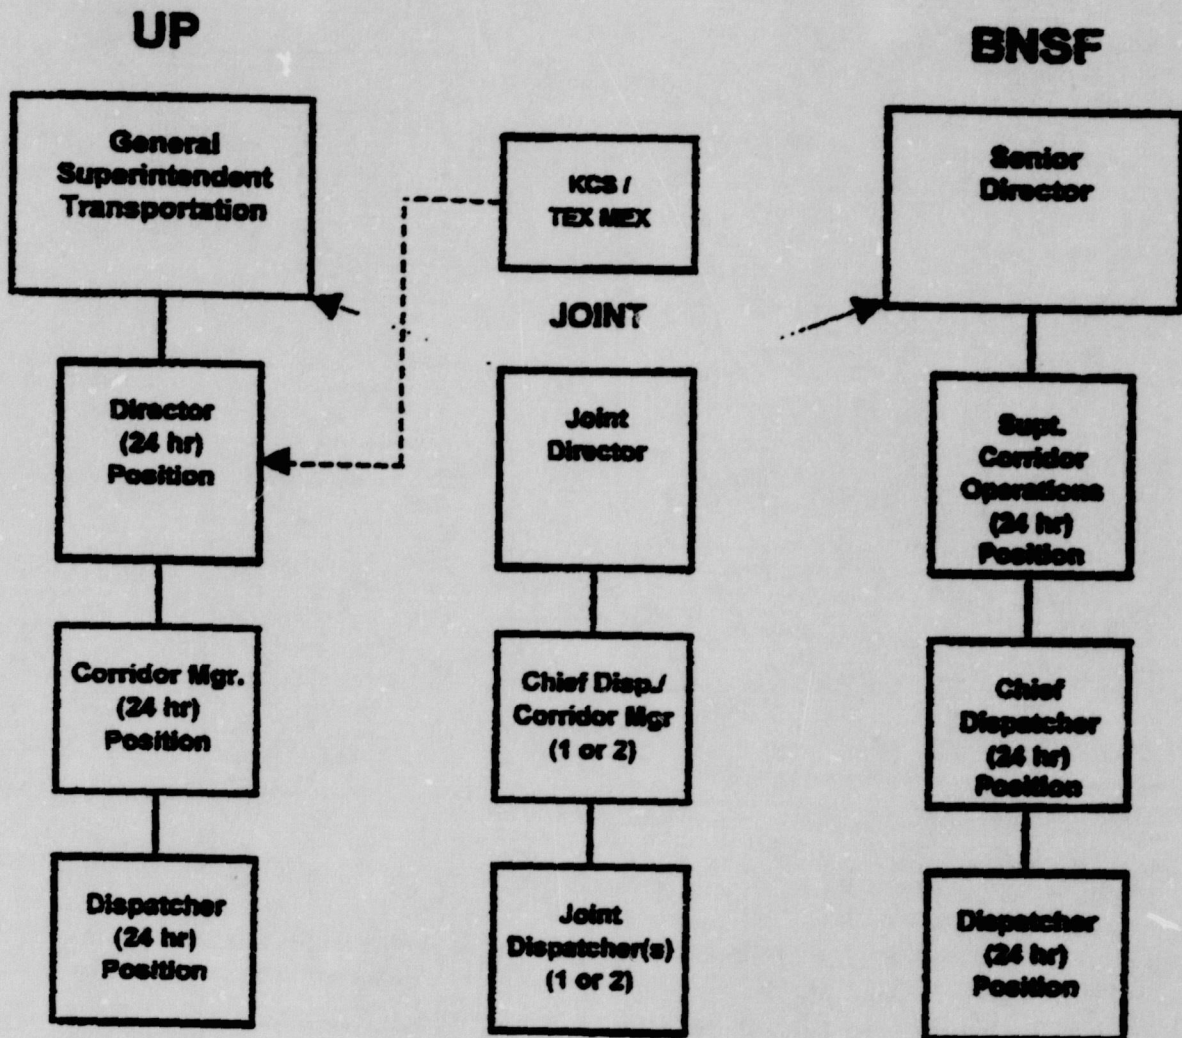 UP
General
Superintendent
Transportation
Director
(24 hr)
Position
Corridor Mgr.
(24 hr)
Position
Dispatcher
(24 hr)
Position
KCS /
TEX MEX
JOINT
Joint
Director
Chief Disp./
Corridor Mgr
(1 or 2)
Joint
Dispatcher(s)
(1 or 2)
BNSF
Senior
Director
Supt.
Corridor
Operations
(24 hr)
Position
Chief
Dispatcher
(24 hr)
Position
Dispatcher
(24 hr)
Position